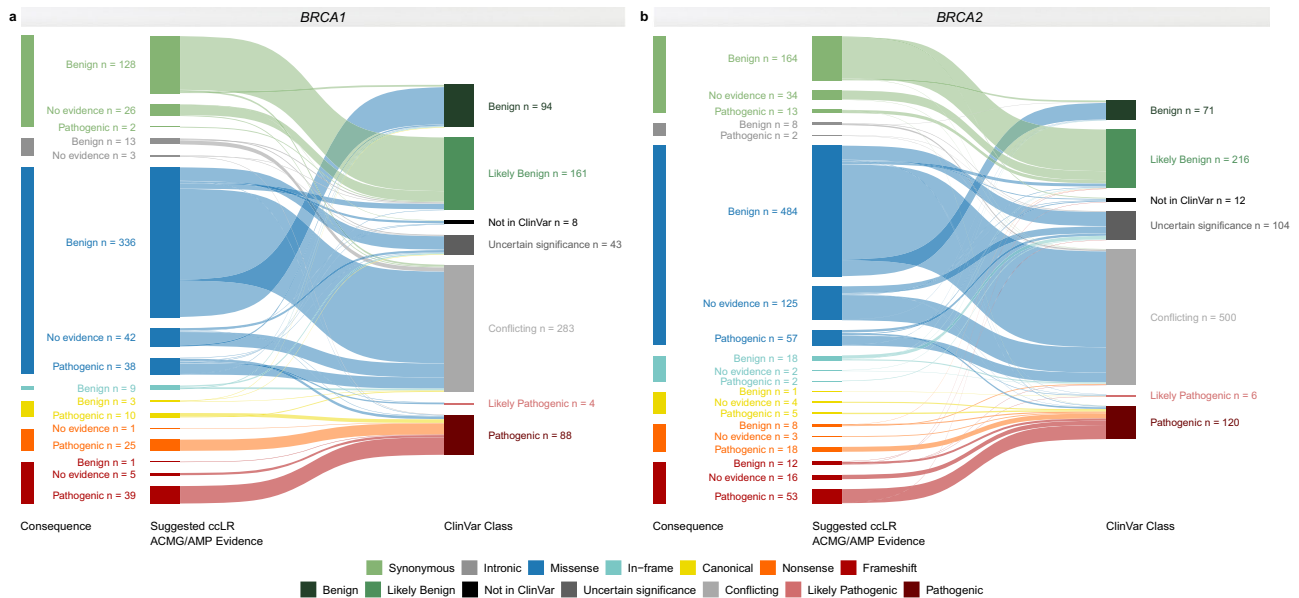 a
BRCA1
Benign n = 128
No evidence n = 26
Pathogenic n = 2
Benign n = 13
No evidence n = 3
Benign n = 336
No evidence n = 42
Pathogenic n = 38
Benign n = 9
Benign n = 3
Pathogenic n = 10
No evidence n = 1
Pathogenic n = 25
Benign n = 1
No evidence n = 5
Pathogenic n = 39
Benign n = 94
Likely Benign n = 161
Not in ClinVar n = 8
Uncertain significance n = 43
Conflicting n = 283
Likely Pathogenic n = 4
Pathogenic n = 88
Consequence
Suggested ccLR
ACMG/AMP Evidence
ClinVar Class
b
BRCA2
Benign n = 164
No evidence n = 34
Pathogenic n = 13
Benign n = 8
Pathogenic n = 2
Benign n = 484
No evidence n = 125
Pathogenic n = 57
Benign n = 18
No evidence n = 2
Pathogenic n = 2
Benign n = 1
No evidence n = 4
Pathogenic n = 5
Benign n = 8
No evidence n = 3
Pathogenic n = 18
Benign n = 12
No evidence n = 16
Pathogenic n = 53
Benign n = 71
Likely Benign n = 216
Not in ClinVar n = 12
Uncertain significance n = 104
Conflicting n = 500
Likely Pathogenic n = 6
Pathogenic n = 120
Consequence
Suggested ccLR
ACMG/AMP Evidence
ClinVar Class
Synonymous Intronic Missense In-frame Canonical Nonsense Frameshift
Benign Likely Benign Not in ClinVar Uncertain significance Conflicting Likely Pathogenic Pathogenic